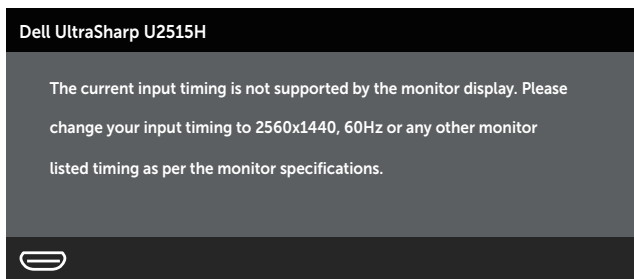 Dell UltraSharp U2515H
The current input timing is not supported by the monitor display. Please
change your input timing to 2560x1440, 60Hz or any other monitor
listed timing as per the monitor specifications.